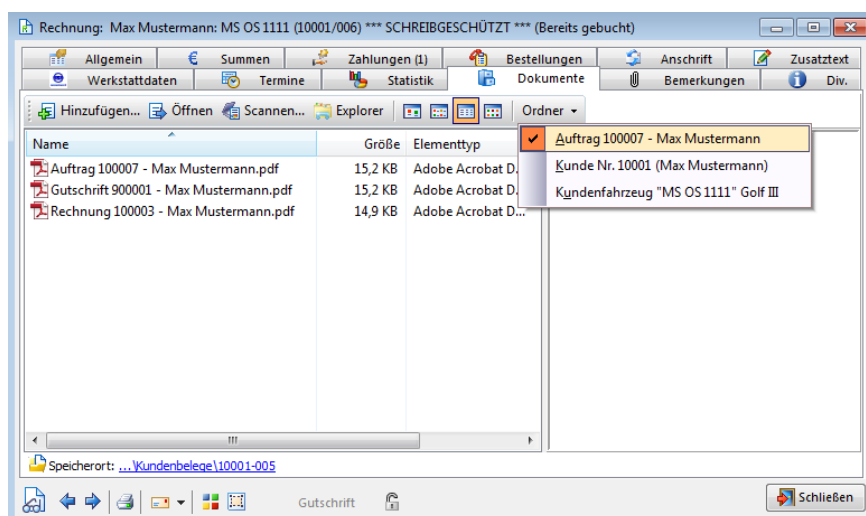 Rechnung: Max Mustermann: MS OS 1111 (10001/006) *** SCHREIBGESCHÜTZT *** (Bereits gebucht)
Allgemein € Summen Zahlungen (1) Bestellungen Anschrift Zusatztext
Werkstattdaten Termine Statistik Dokumente Bemerkungen Div.
Hinzufügen... Öffnen Scannen... Explorer Ordner
Name Größe Elementtyp
Auftrag 100007 - Max Mustermann.pdf 15,2 KB Adobe Acrobat D...
Gutschrift 900001 - Max Mustermann.pdf 15,2 KB Adobe Acrobat D...
Rechnung 100003 - Max Mustermann.pdf 14,9 KB Adobe Acrobat D...
Auftrag 100007 - Max Mustermann
Kunde Nr. 10001 (Max Mustermann)
Kundenfahrzeug "MS OS 1111" Golf III
Speicherort: ...\Kundenbelege\10001-005
Gutschrift Schließen